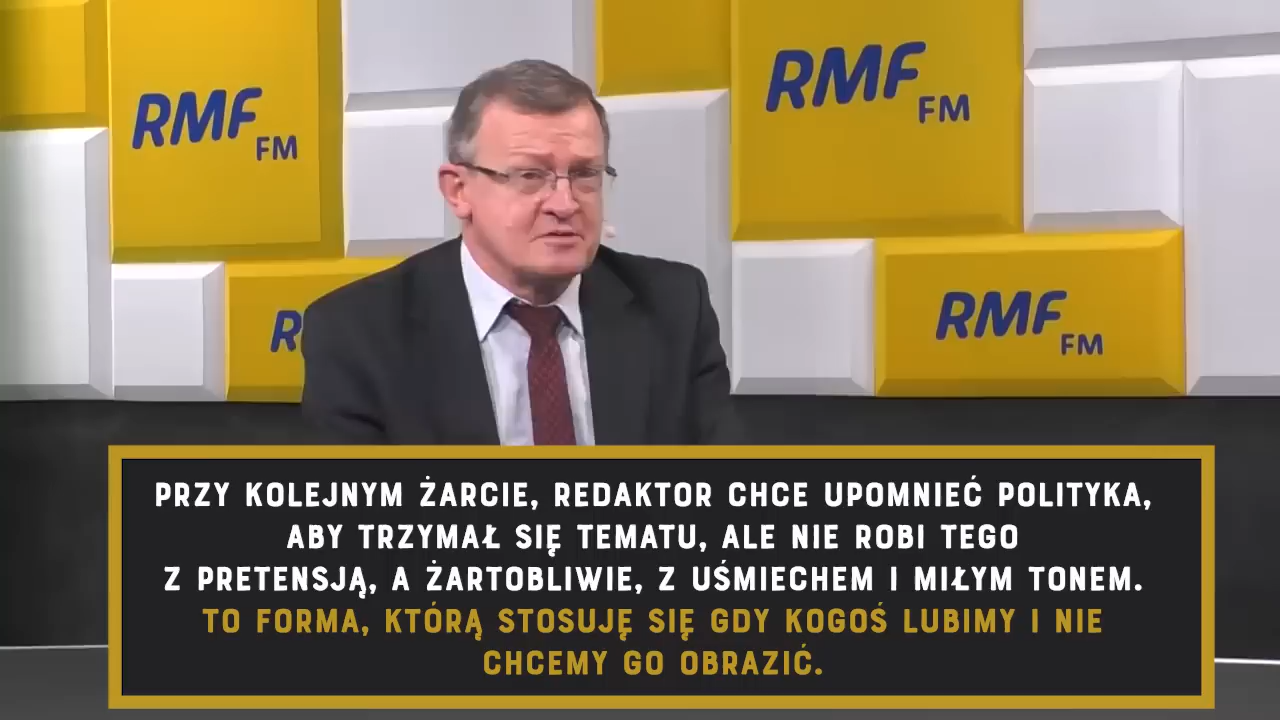 RMF FM
RMF FM
R
RMF FM
PRZY KOLEJNYM ŻARCIE, REDAKTOR CHCE UPOMNIEĆ POLITYKA,
ABY TRZYMAŁ SIĘ TEMATU, ALE NIE ROBI TEGO
Z PRETENSJĄ, A ŻARTOBLIWIE, Z UŚMIECHEM I MIŁYM TONEM.
TO FORMA, KTÓRĄ STOSUJĘ SIĘ GDY KOGOŚ LUBIMY I NIE
CHCEMY GO OBRAZIĆ.